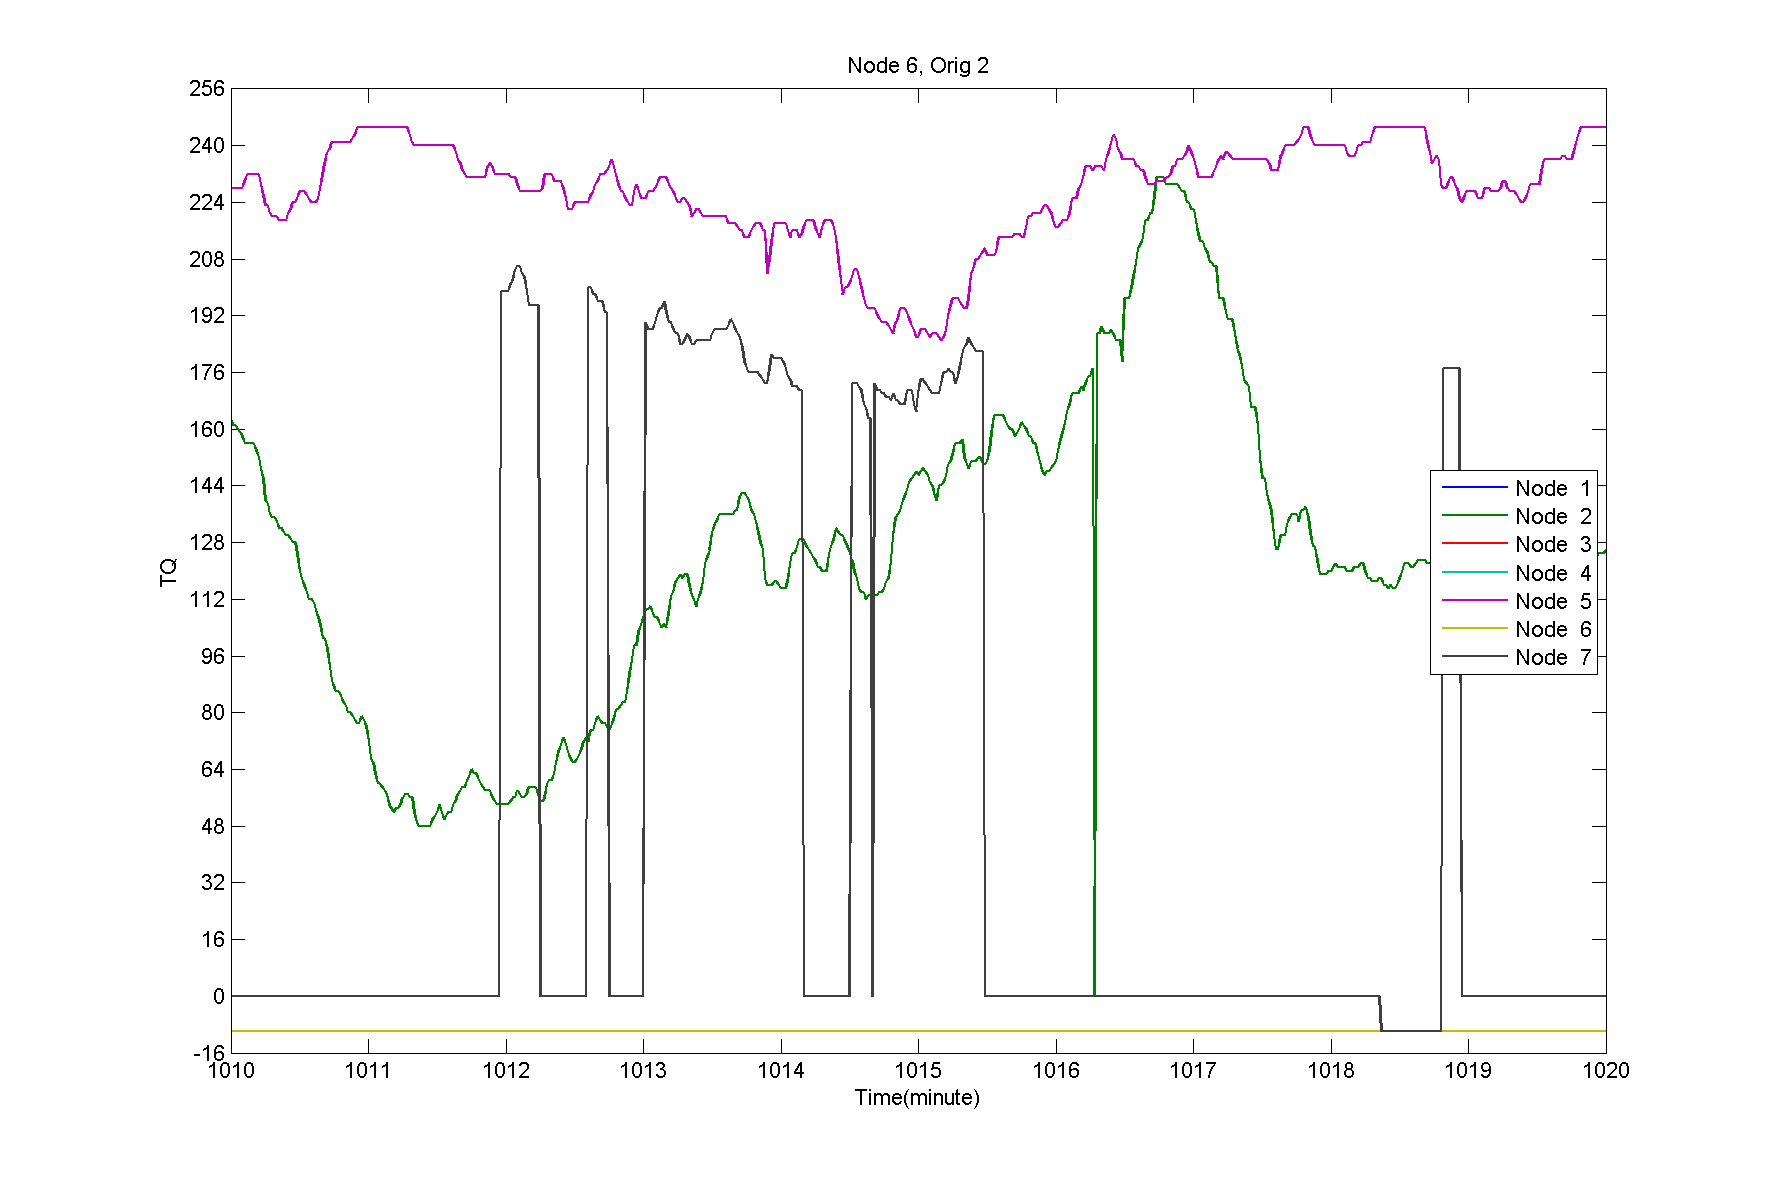 Node 6, Orig 2
256
240
224
208
192
176
160
144
128
112
96
80
64
48
32
16
0
-16
TQ
Node 1
Node 2
Node 3
Node 4
Node 5
Node 6
Node 7
1010 1011 1012 1013 1014 1015 1016 1017 1018 1019 1020
Time(minute)